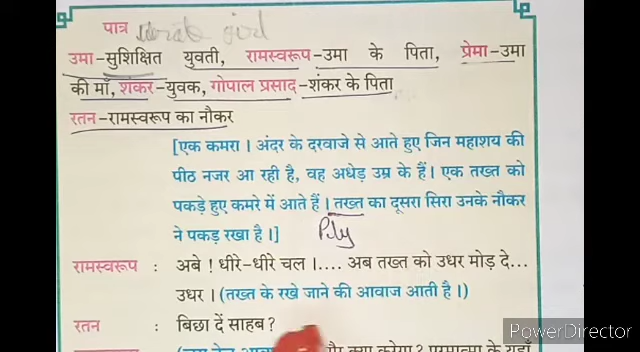 पात्र
उमा-सुशिक्षित युवती, रामस्वरूप-उमा के पिता, प्रेमा-उमा
की माँ, शंकर-युवक, गोपाल प्रसाद-शंकर के पिता
रतन-रामस्वरूप का नौकर
[एक कमरा। अंदर के दरवाजे से आते हुए जिन महाशय की
पीठ नजर आ रही है, वह अधेड़ उम्र के हैं। एक तख्त को
पकड़े हुए कमरे में आते हैं। तख्त का दूसरा सिरा उनके नौकर
ने पकड़ रखा है।]
रामस्वरूप : अबे ! धीरे-धीरे चल।.... अब तख्त को उधर मोड़ दे...
उधर। (तख्त के रखे जाने की आवाज आती है।)
रतन : बिछा दें साहब?
PowerDirector